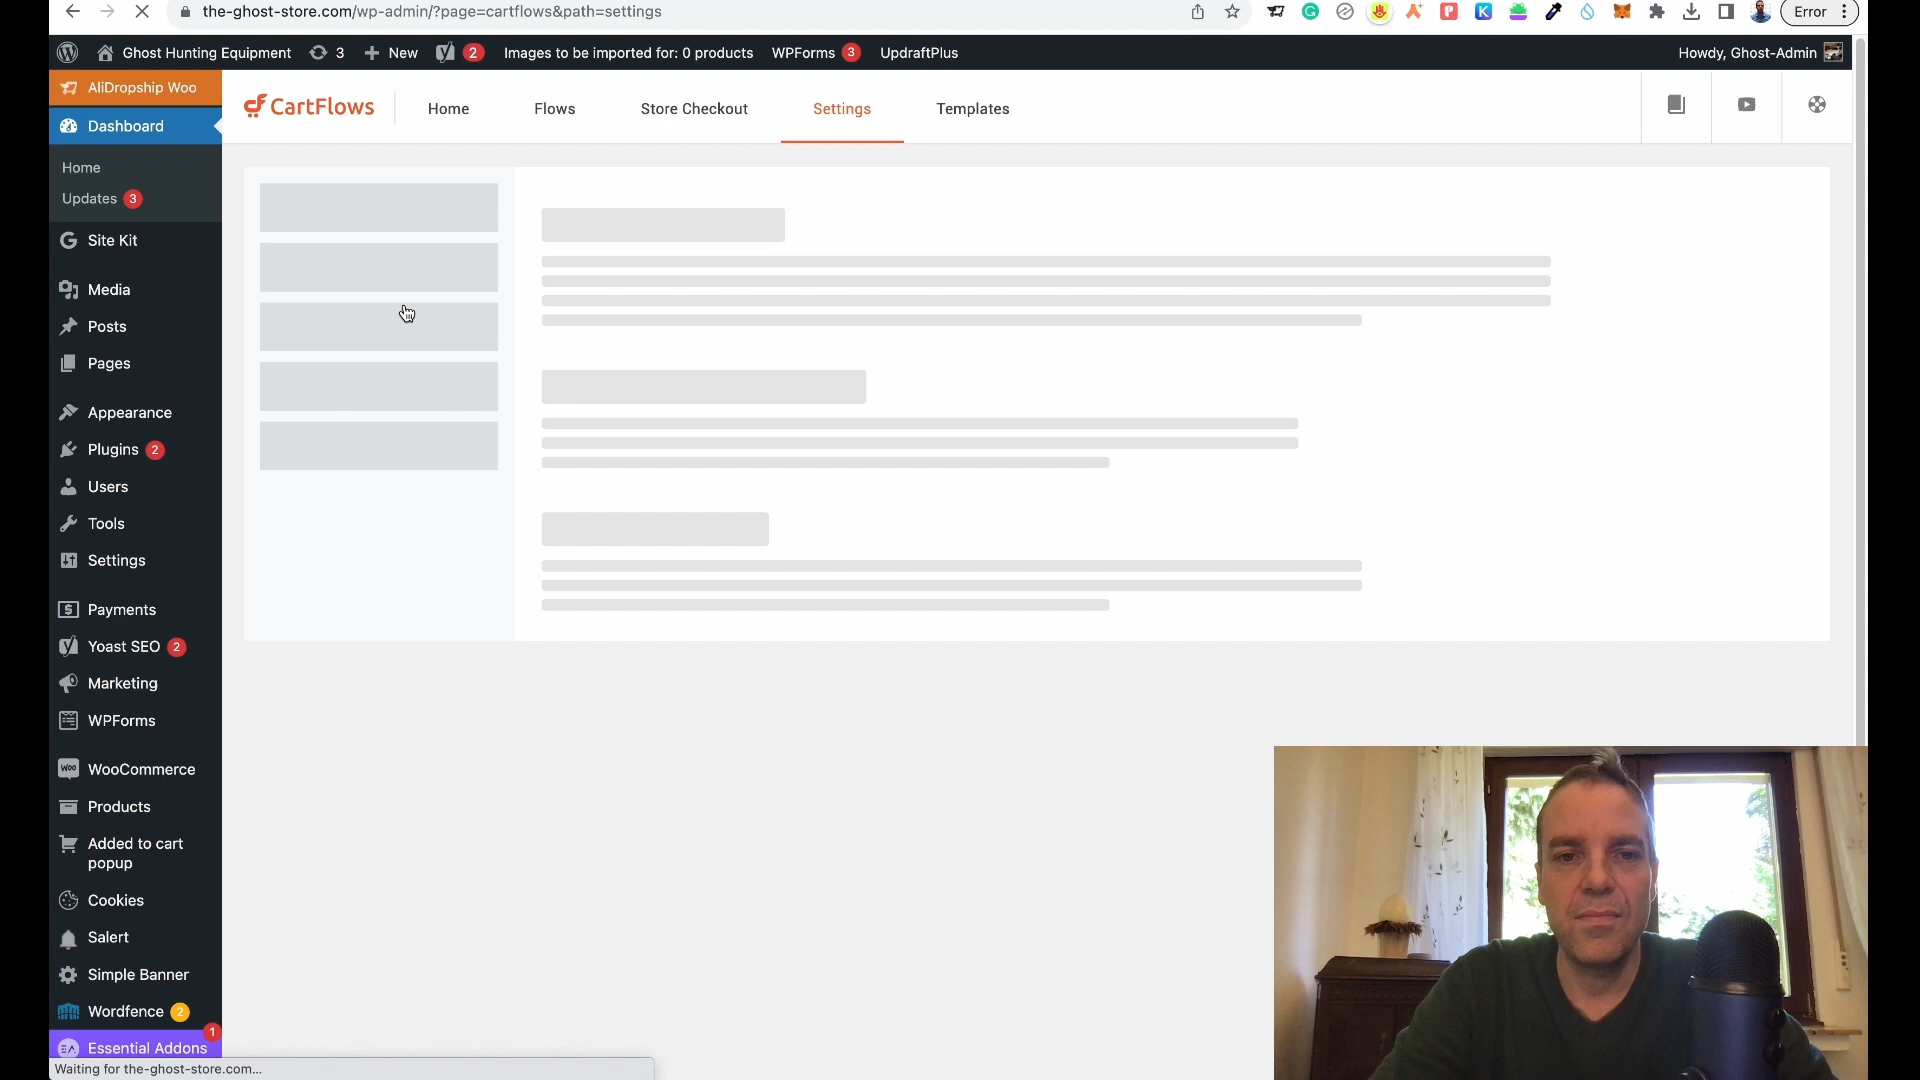 the-ghost-store.com/wp-admin/?page=cartflows&path=settings
Error
Ghost Hunting Equipment
3
New
2
Images to be imported for: 0 products
WPForms 3
UpdraftPlus
Howdy, Ghost-Admin
AliDropship Woo
Dashboard
Home
Updates 3
Site Kit
Media
Posts
Pages
Appearance
Plugins 2
Users
Tools
Settings
Payments
Yoast SEO 2
Marketing
WPForms
WooCommerce
Products
Added to cart
popup
Cookies
Salert
Simple Banner
Wordfence 2
Essential Addons 1
CartFlows
Home
Flows
Store Checkout
Settings
Templates
Waiting for the-ghost-store.com...